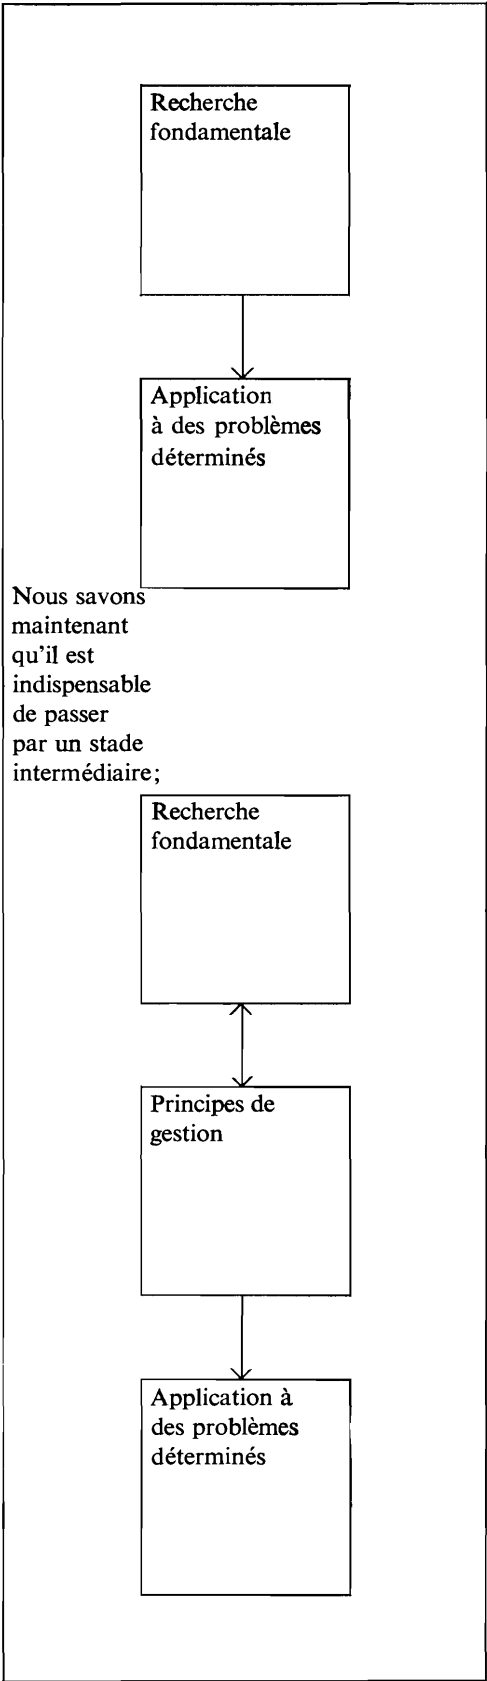 Recherche
fondamentale
Application
à des problèmes
déterminés
Nous savons
maintenant
qu'il est
indispensable
de passer
par un stade
intermédiaire;
Recherche
fondamentale
Principes de
gestion
Application à
des problèmes
déterminés